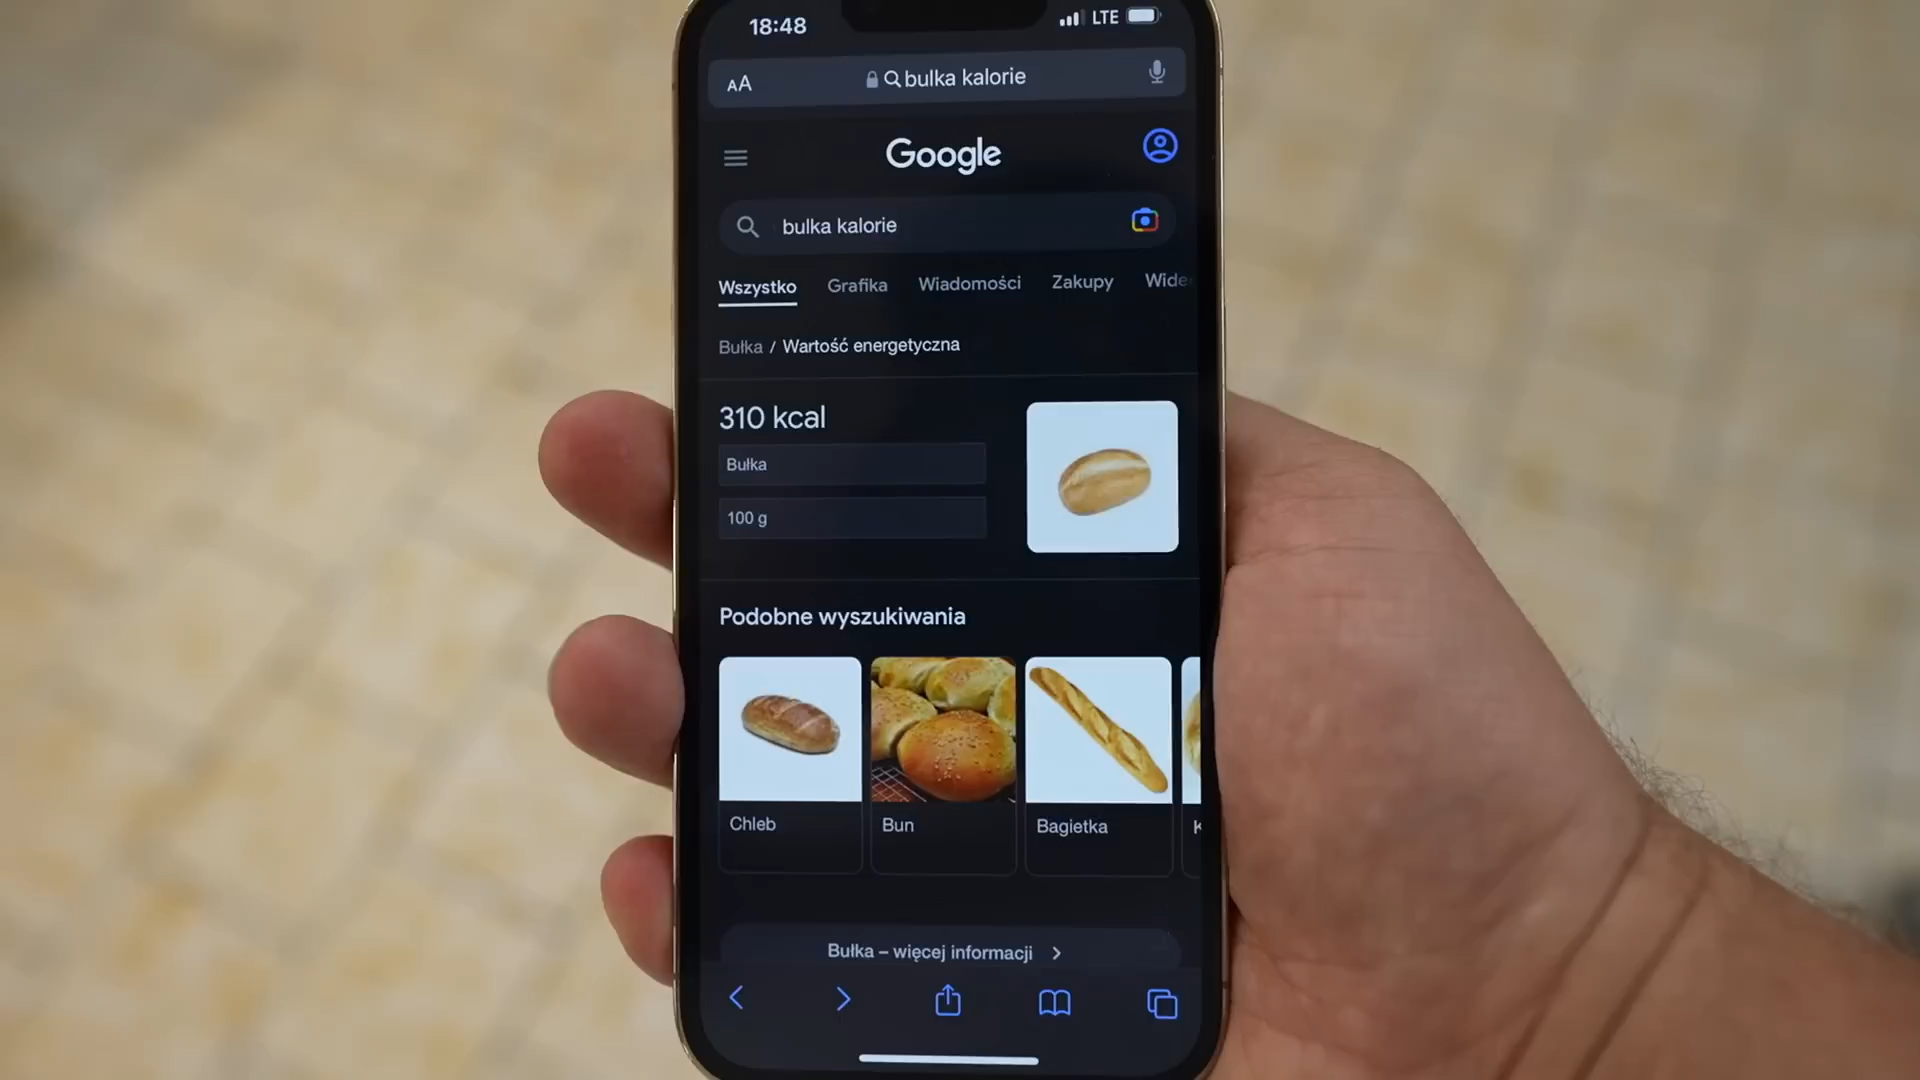 18:48 LTE
AA bulka kalorie
Google
bulka kalorie
Wszystko Grafika Wiadomości Zakupy Wide
Bułka / Wartość energetyczna
310 kcal
Bułka
100 g
Podobne wyszukiwania
Chleb Bun Bagietka K
Bułka – więcej informacji